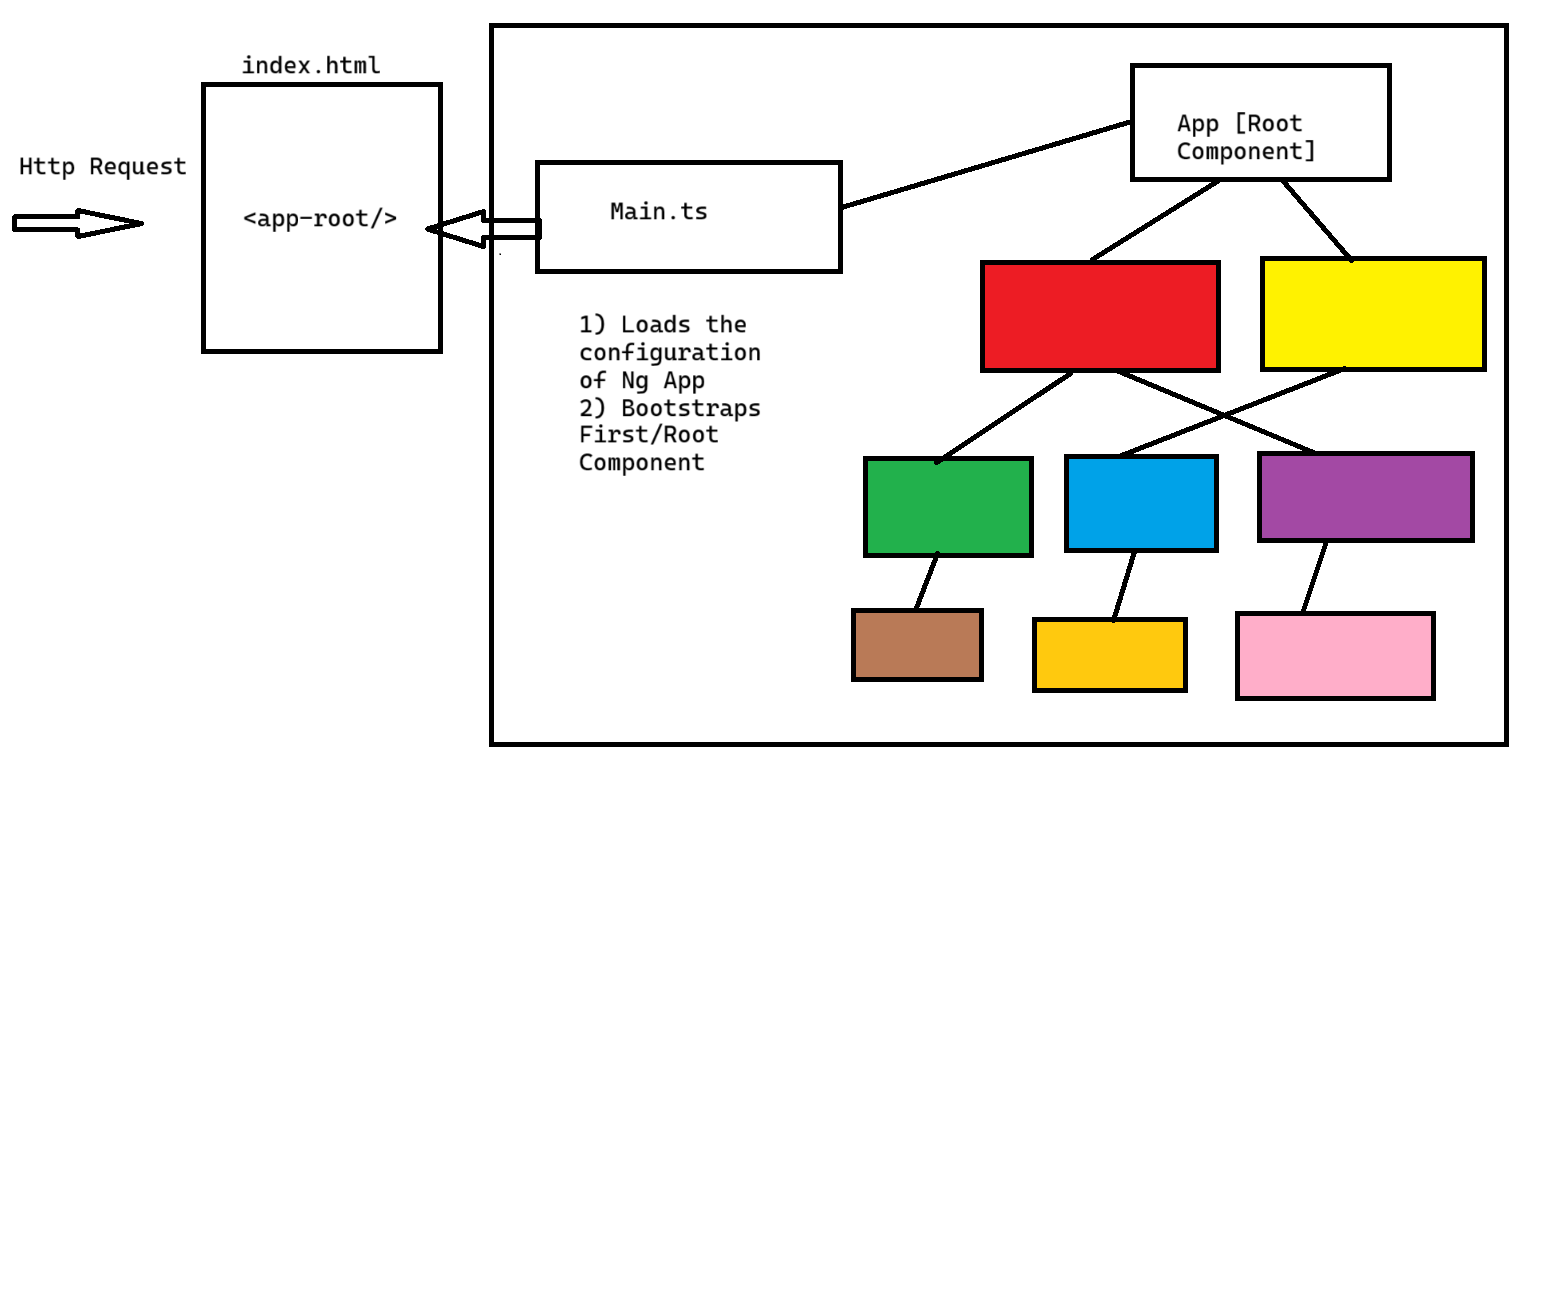 index.html
Http Request
<app-root/>
Main.ts
1) Loads the
configuration
of Ng App
2) Bootstraps
First/Root
Component
App [Root
Component]